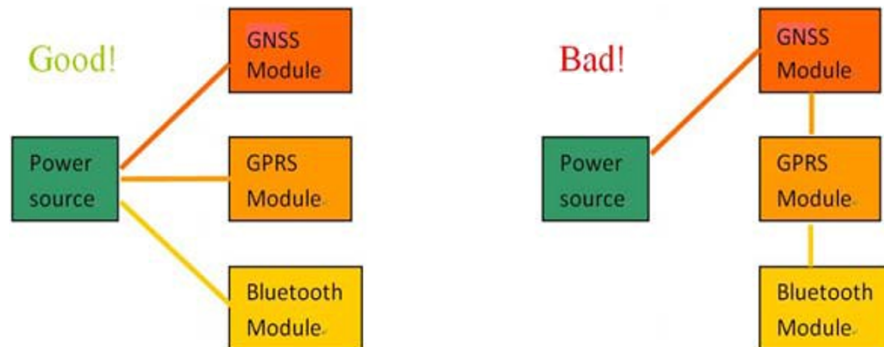 Good!
GNSS
Module
Power
source
GPRS
Module
Bluetooth
Module
Bad!
GNSS
Module
Power
source
GPRS
Module
Bluetooth
Module